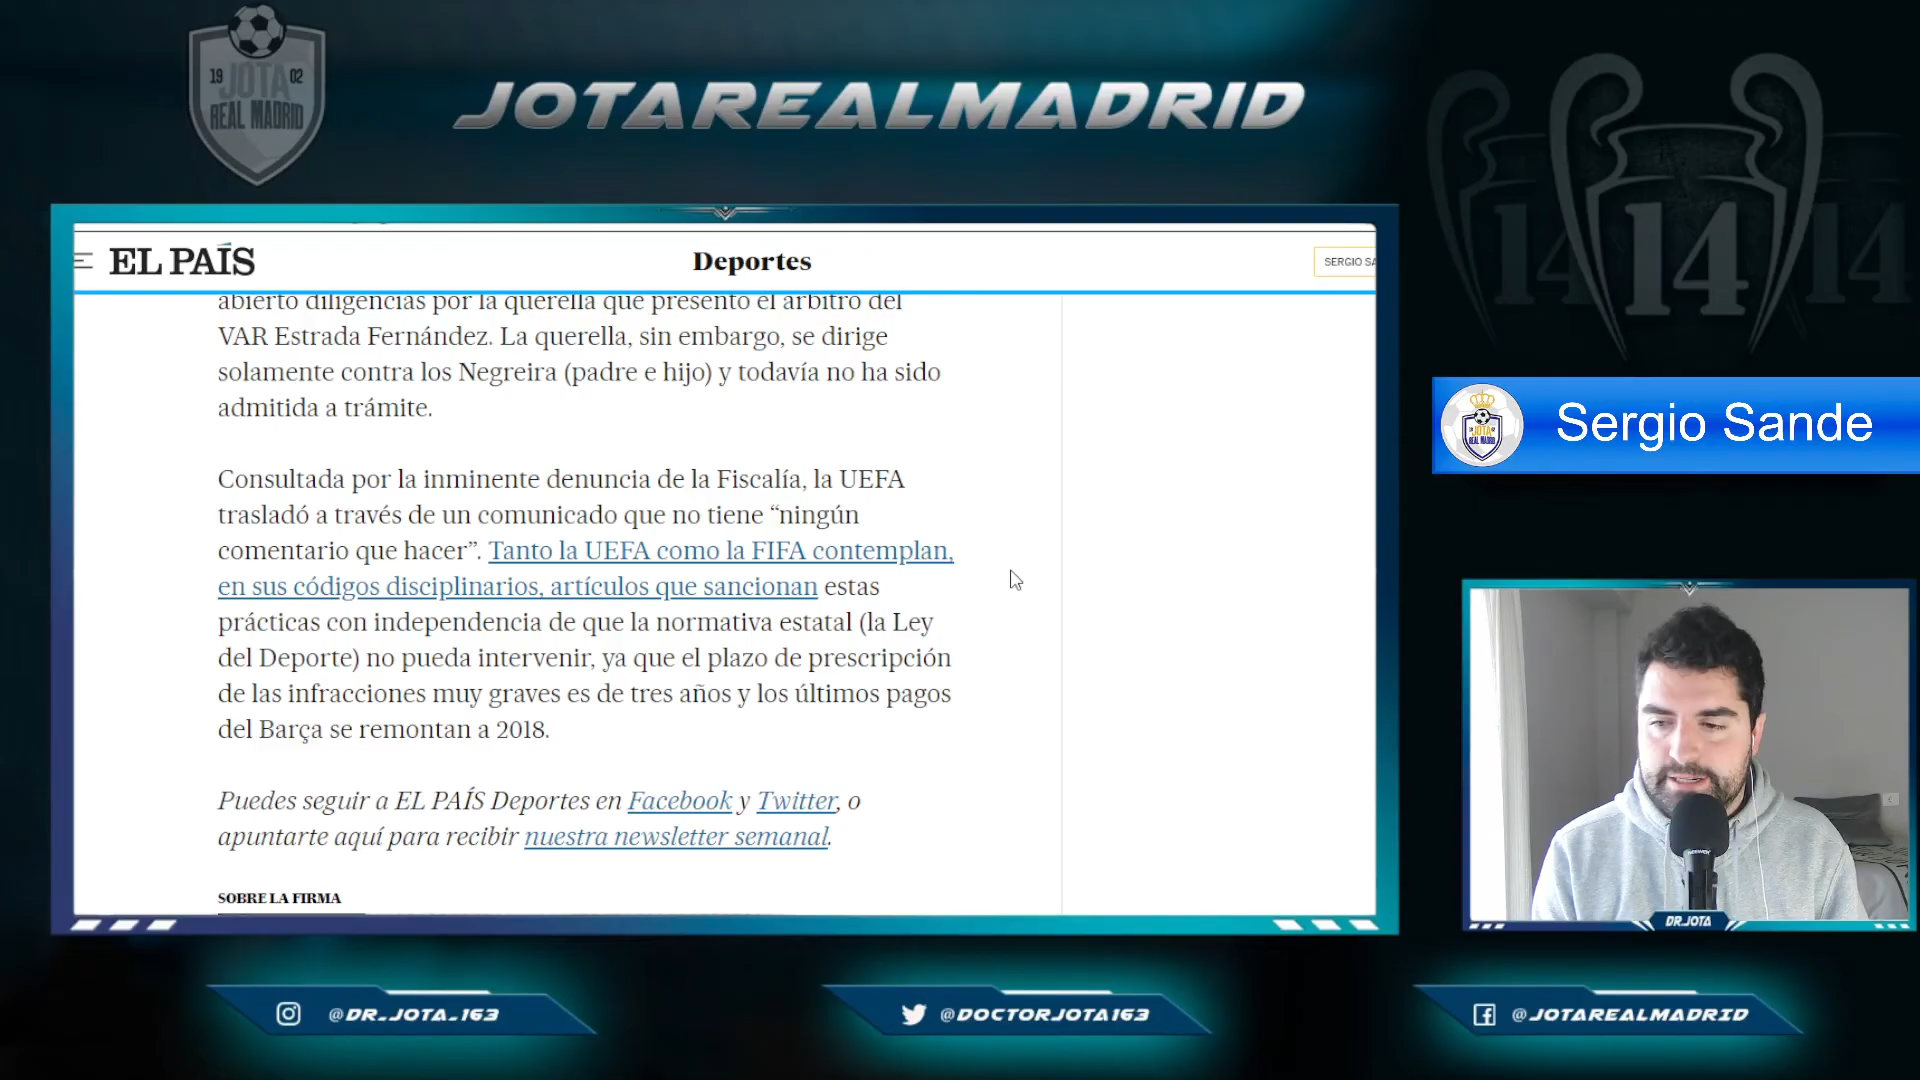 19 02
JOTA
REAL MADRID
JOTAREALMADRID
14
14
14
EL PAÍS
Deportes
SERGIO SA
abierto diligencias por la querella que presentó el árbitro del
VAR Estrada Fernández. La querella, sin embargo, se dirige
solamente contra los Negreira (padre e hijo) y todavía no ha sido
admitida a trámite.
Consultada por la inminente denuncia de la Fiscalía, la UEFA
trasladó a través de un comunicado que no tiene “ningún
comentario que hacer”. Tanto la UEFA como la FIFA contemplan,
en sus códigos disciplinarios, artículos que sancionan estas
prácticas con independencia de que la normativa estatal (la Ley
del Deporte) no pueda intervenir, ya que el plazo de prescripción
de las infracciones muy graves es de tres años y los últimos pagos
del Barça se remontan a 2018.
Puedes seguir a EL PAÍS Deportes en Facebook y Twitter, o
apuntarte aquí para recibir nuestra newsletter semanal.
SOBRE LA FIRMA
JOTA
REAL MADRID
Sergio Sande
DR.JOTA
@DR_JOTA_163
@DOCTORJOTA163
@JOTAREALMADRID